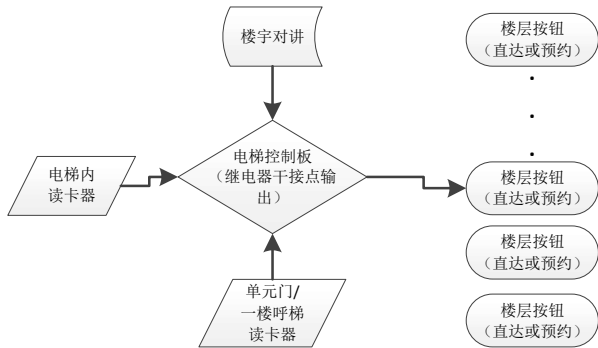 楼宇对讲
楼层按钮
（直达或预约）
电梯内
读卡器
电梯控制板
（继电器干接点输
出）
楼层按钮
（直达或预约）
楼层按钮
（直达或预约）
单元门/
一楼呼梯
读卡器
楼层按钮
（直达或预约）